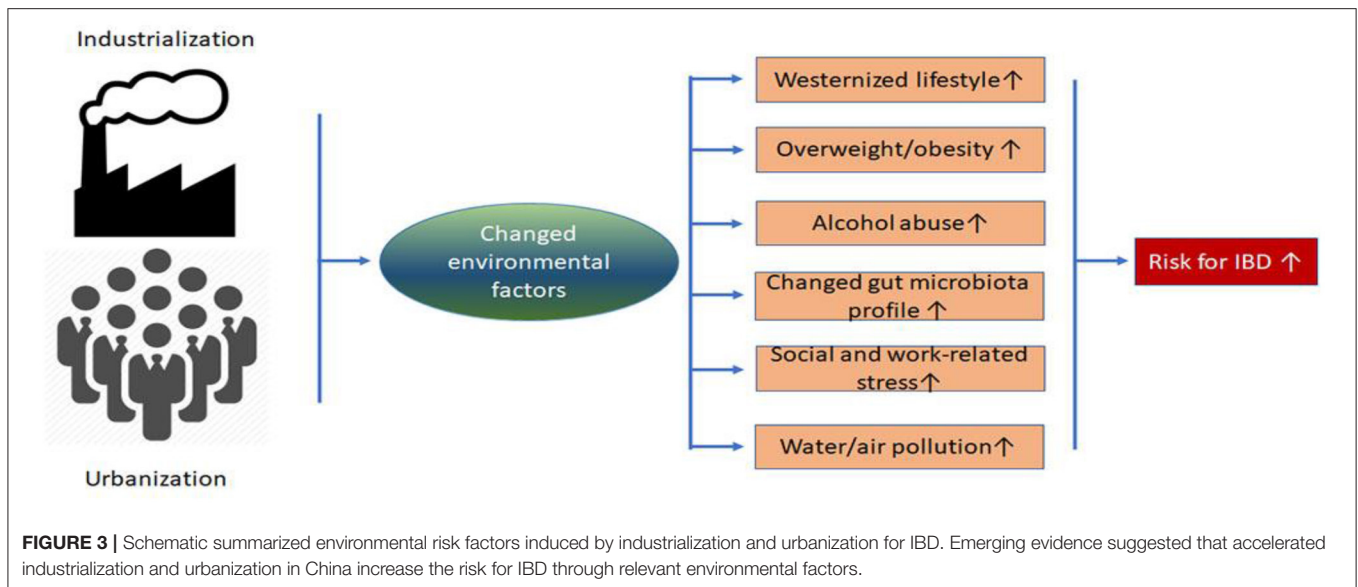 Industrialization
Urbanization
Changed
environmental
factors
Westernized lifestyle↑
Overweight/obesity ↑
Alcohol abuse↑
Changed gut microbiota
profile ↑
Social and work-related
stress↑
Water/air pollution↑
Risk for IBD ↑
FIGURE 3 | Schematic summarized environmental risk factors induced by industrialization and urbanization for IBD. Emerging evidence suggested that accelerated
industrialization and urbanization in China increase the risk for IBD through relevant environmental factors.